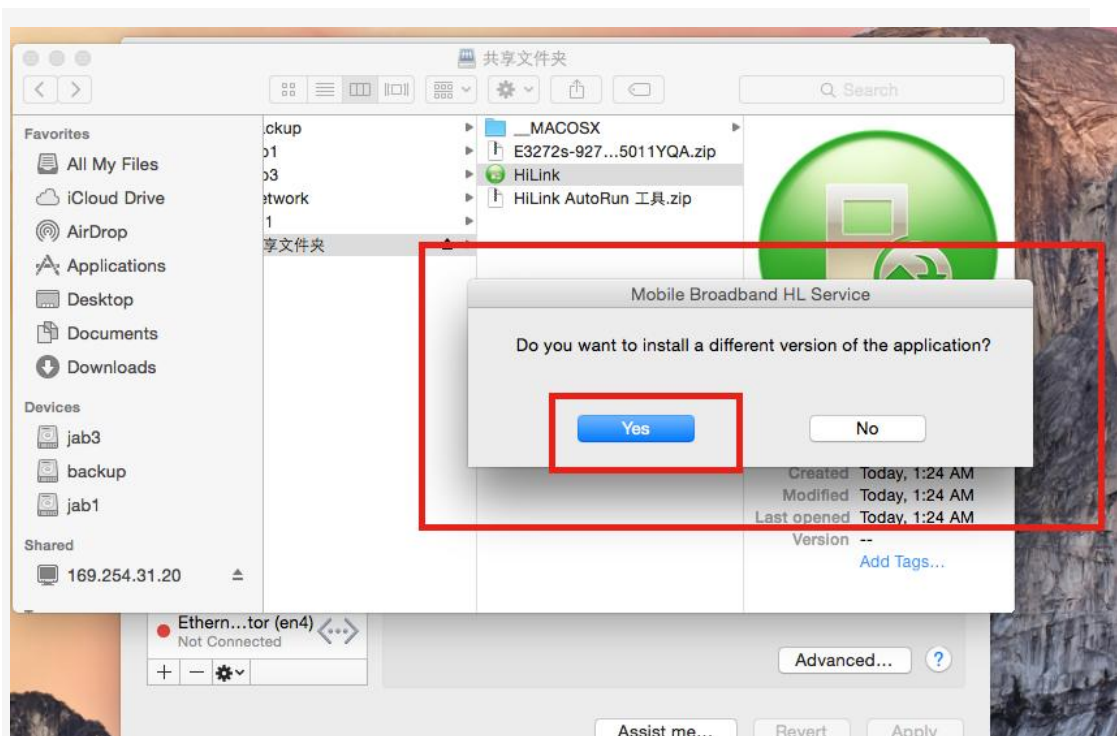 共享文件夹
Search
Favorites
All My Files
iCloud Drive
AirDrop
Applications
Desktop
Documents
Downloads
Devices
jab3
backup
jab1
Shared
169.254.31.20
ckup
o1
o3
etwork
1
享文件夹
__MACOSX
E3272s-927...5011YQA.zip
HiLink
HiLink AutoRun 工具.zip
Mobile Broadband HL Service
Do you want to install a different version of the application?
Yes
No
Created Today, 1:24 AM
Modified Today, 1:24 AM
Last opened Today, 1:24 AM
Version --
Add Tags...
Ethern...tor (en4)
Not Connected
Advanced...
?
Assist me...
Revert
Apply